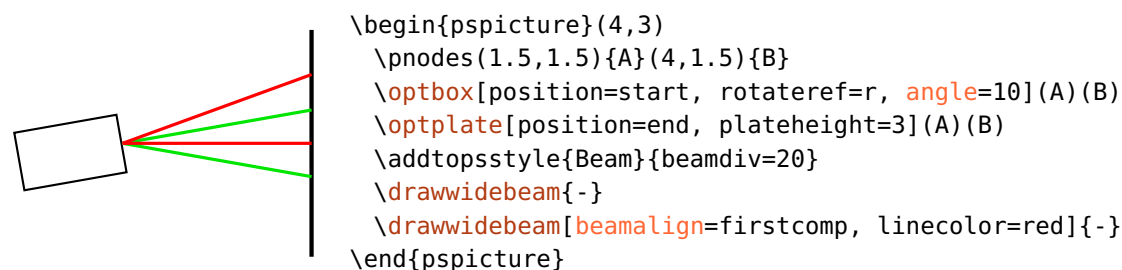 \begin{pspicture}(4,3)
\pnodes(1.5,1.5){A}(4,1.5){B}
\optbox[position=start, rotateref=r, angle=10](A)(B)
\optplate[position=end, plateheight=3](A)(B)
\addtopsstyle{Beam}{beamdiv=20}
\drawwidebeam{-}
\drawwidebeam[beamalign=firstcomp, linecolor=red]{-}
\end{pspicture}